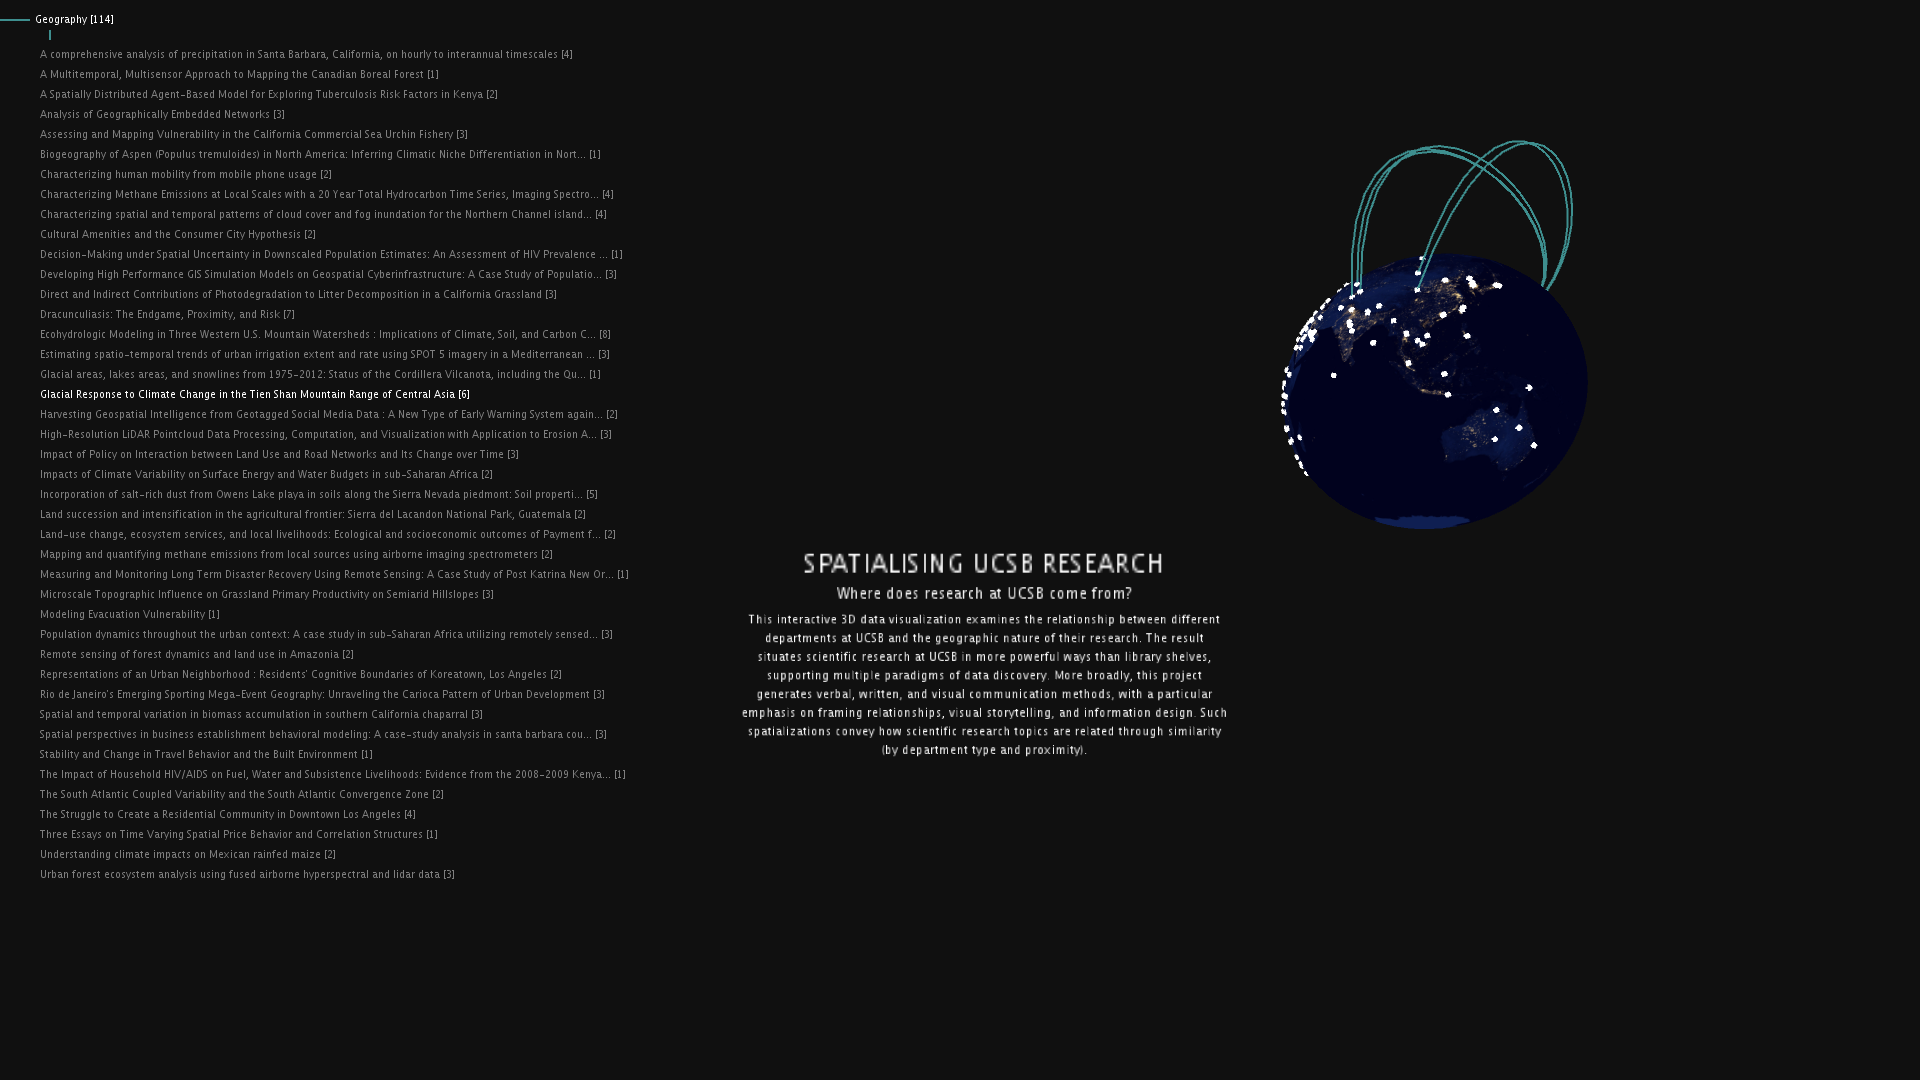 Geography [114]
A comprehensive analysis of precipitation in Santa Barbara, California, on hourly to interannual timescales [4]
A Multitemporal, Multisensor Approach to Mapping the Canadian Boreal Forest [1]
A Spatially Distributed Agent-Based Model for Exploring Tuberculosis Risk Factors in Kenya [2]
Analysis of Geographically Embedded Networks [3]
Assessing and Mapping Vulnerability in the California Commercial Sea Urchin Fishery [3]
Biogeography of Aspen (Populus tremuloides) in North America: Inferring Climatic Niche Differentiation in Nort... [1]
Characterizing human mobility from mobile phone usage [2]
Characterizing Methane Emissions at Local Scales with a 20 Year Total Hydrocarbon Time Series, Imaging Spectro... [4]
Characterizing spatial and temporal patterns of cloud cover and fog inundation for the Northern Channel island... [4]
Cultural Amenities and the Consumer City Hypothesis [2]
Decision-Making under Spatial Uncertainty in Downscaled Population Estimates: An Assessment of HIV Prevalence ... [1]
Developing High Performance GIS Simulation Models on Geospatial Cyberinfrastructure: A Case Study of Populatio... [3]
Direct and Indirect Contributions of Photodegradation to Litter Decomposition in a California Grassland [3]
Dracunculiasis: The Endgame, Proximity, and Risk [7]
Ecohydrologic Modeling in Three Western U.S. Mountain Watersheds : Implications of Climate, Soil, and Carbon C... [8]
Estimating spatio-temporal trends of urban irrigation extent and rate using SPOT 5 imagery in a Mediterranean ... [3]
Glacial areas, lakes areas, and snowlines from 1975-2012: Status of the Cordillera Vilcanota, including the Qu... [1]
Glacial Response to Climate Change in the Tien Shan Mountain Range of Central Asia [6]
Harvesting Geospatial Intelligence from Geotagged Social Media Data : A New Type of Early Warning System again... [2]
High-Resolution LiDAR Pointcloud Data Processing, Computation, and Visualization with Application to Erosion A... [3]
Impact of Policy on Interaction between Land Use and Road Networks and Its Change over Time [3]
Impacts of Climate Variability on Surface Energy and Water Budgets in sub-Saharan Africa [2]
Incorporation of salt-rich dust from Owens Lake playa in soils along the Sierra Nevada piedmont: Soil properti... [5]
Land succession and intensification in the agricultural frontier: Sierra del Lacandon National Park, Guatemala [2]
Land-use change, ecosystem services, and local livelihoods: Ecological and socioeconomic outcomes of Payment f... [2]
Mapping and quantifying methane emissions from local sources using airborne imaging spectrometers [2]
Measuring and Monitoring Long Term Disaster Recovery Using Remote Sensing: A Case Study of Post Katrina New Or... [1]
Microscale Topographic Influence on Grassland Primary Productivity on Semiarid Hillslopes [3]
Modeling Evacuation Vulnerability [1]
Population dynamics throughout the urban context: A case study in sub-Saharan Africa utilizing remotely sensed... [3]
Remote sensing of forest dynamics and land use in Amazonia [2]
Representations of an Urban Neighborhood : Residents' Cognitive Boundaries of Koreatown, Los Angeles [2]
Rio de Janeiro's Emerging Sporting Mega-Event Geography: Unraveling the Carioca Pattern of Urban Development [3]
Spatial and temporal variation in biomass accumulation in southern California chaparral [3]
Spatial perspectives in business establishment behavioral modeling: A case-study analysis in santa barbara cou... [3]
Stability and Change in Travel Behavior and the Built Environment [1]
The Impact of Household HIV/AIDS on Fuel, Water and Subsistence Livelihoods: Evidence from the 2008-2009 Kenya... [1]
The South Atlantic Coupled Variability and the South Atlantic Convergence Zone [2]
The Struggle to Create a Residential Community in Downtown Los Angeles [4]
Three Essays on Time Varying Spatial Price Behavior and Correlation Structures [1]
Understanding climate impacts on Mexican rainfed maize [2]
Urban forest ecosystem analysis using fused airborne hyperspectral and lidar data [3]
SPATIALISING UCSB RESEARCH
Where does research at UCSB come from?
This interactive 3D data visualization examines the relationship between different
departments at UCSB and the geographic nature of their research. The result
situates scientific research at UCSB in more powerful ways than library shelves,
supporting multiple paradigms of data discovery. More broadly, this project
generates verbal, written, and visual communication methods, with a particular
emphasis on framing relationships, visual storytelling, and information design. Such
spatializations convey how scientific research topics are related through similarity
(by department type and proximity).